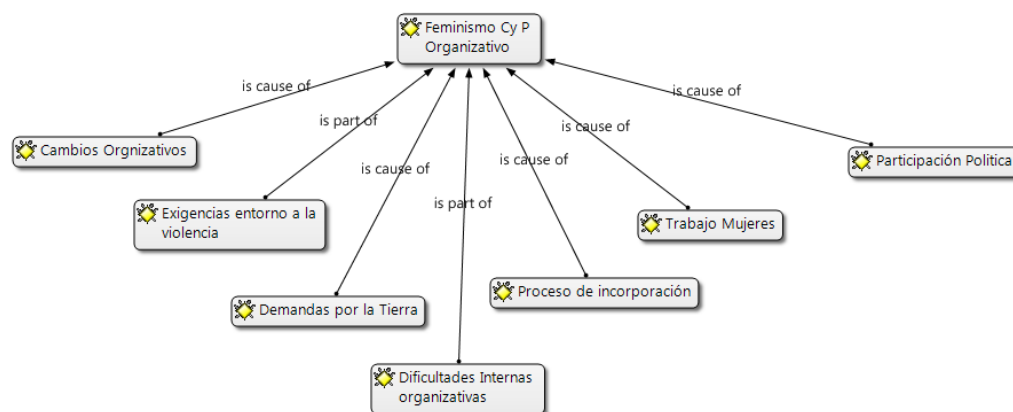 Feminismo Cy P
Organizativo
is cause of
is cause of
is part of
is cause of
Cambios Orgnizativos
is cause of
is cause of
Participación Politica
is part of
Exigencias entorno a la
violencia
Trabajo Mujeres
Proceso de incorporación
Demandas por la Tierra
Dificultades Internas
organizativas